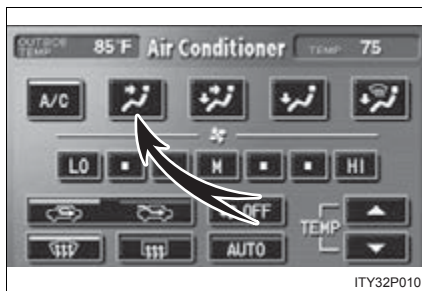 OUTSIDE TEMP 85°F Air Conditioner TEMP 75
A/C
LO M HI
OFF
TEMP
AUTO
ITY32P010